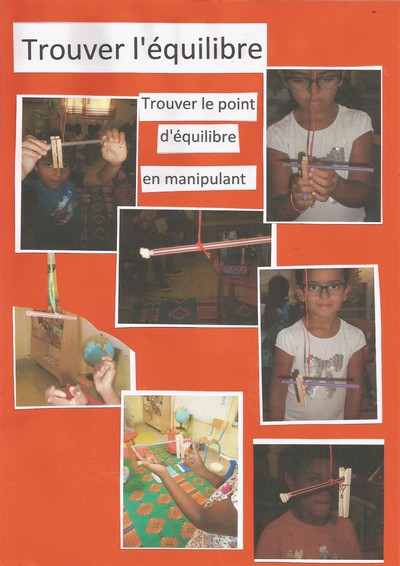 Trouver l'équilibre
Trouver le point
d'équilibre
en manipulant